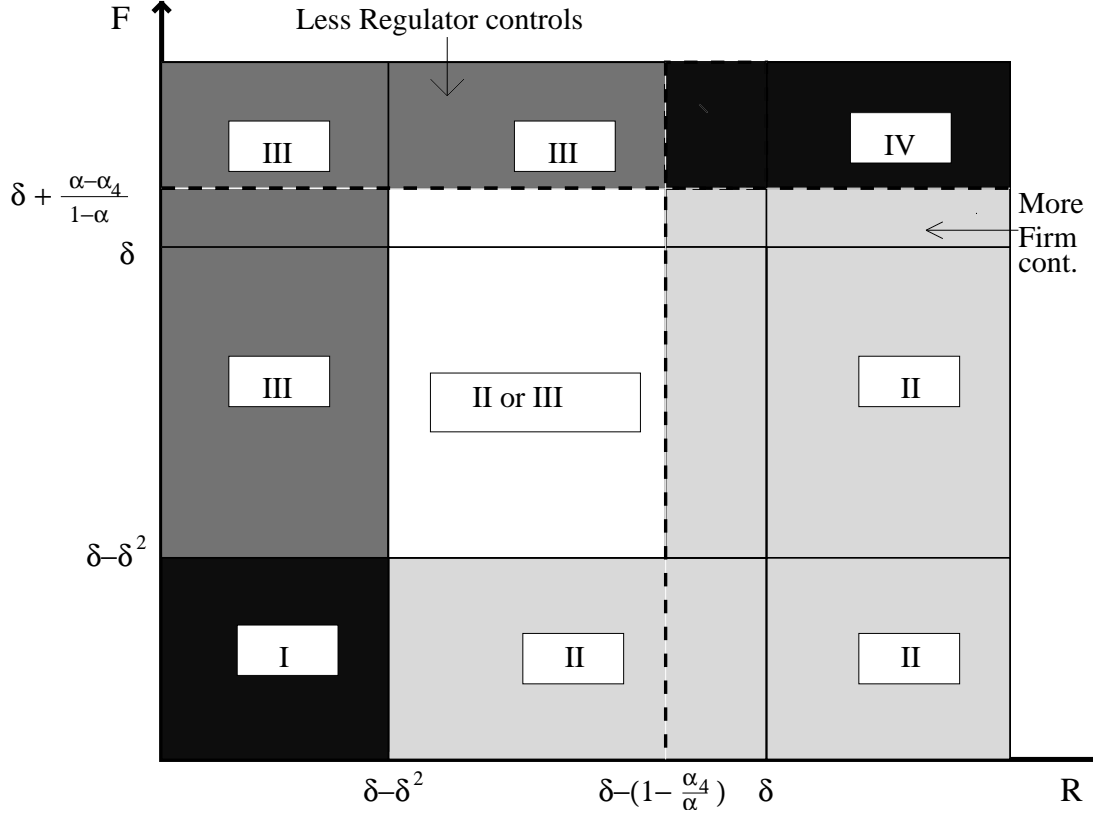 F
Less Regulator controls
III
III
IV
δ + α−α₄/1−α
More
Firm
cont.
δ
III
II or III
II
δ−δ²
I
II
II
δ−δ²
δ−(1−α₄/α)
δ
R